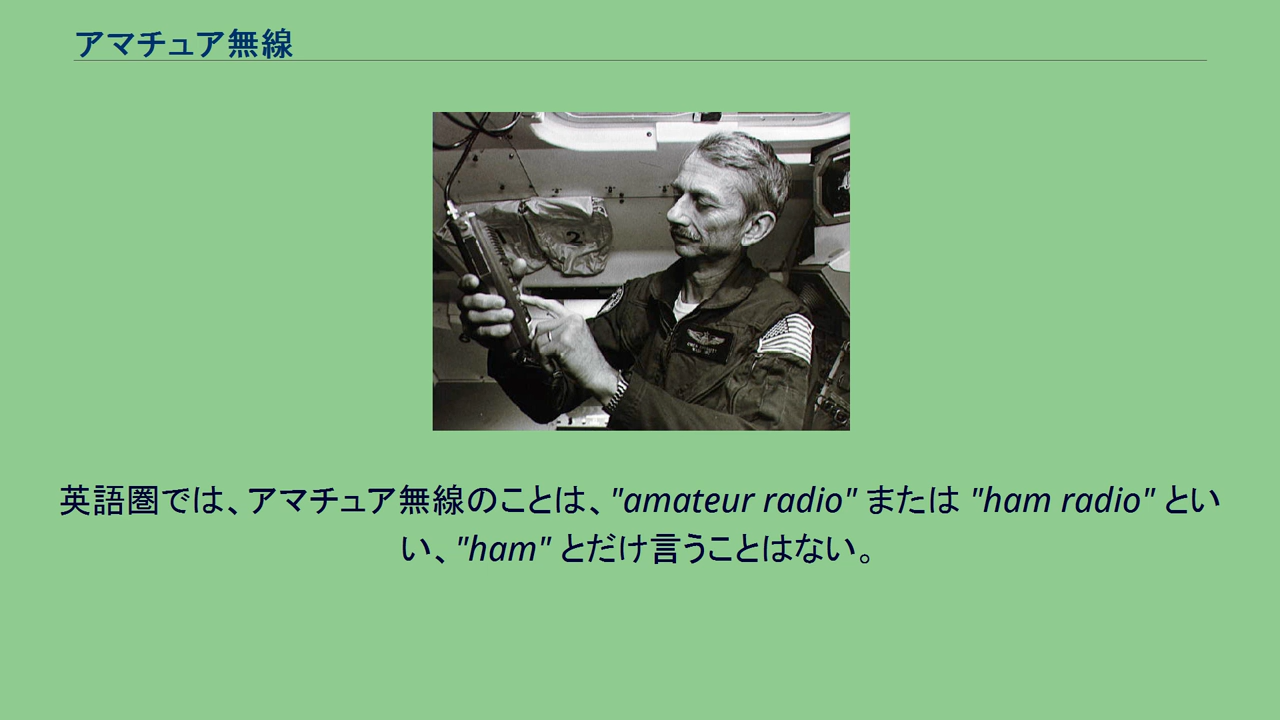 アマチュア無線
2
英語圏では、アマチュア無線のことは、"amateur radio" または "ham radio" とい
い、"ham" とだけ言うことはない。